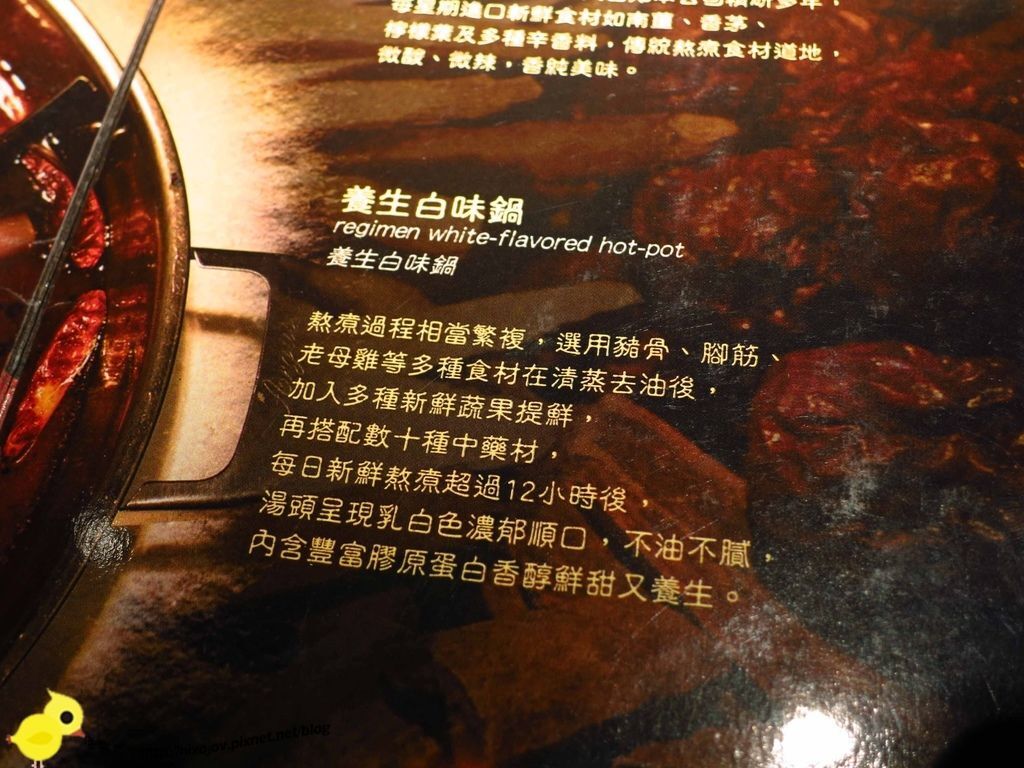 每星期進口新鮮食材如南薑、香茅、
檸檬葉及多種辛香料，傳統熬煮食材道地，
微酸、微辣，香純美味。
養生白味鍋
regimen white-flavored hot-pot
養生白味鍋
熬煮過程相當繁複，選用豬骨、腳筋、
老母雞等多種食材在清蒸去油後，
加入多種新鮮蔬果提鮮，
再搭配數十種中藥材，
每日新鮮熬煮超過12小時後，
湯頭呈現乳白色濃郁順口，不油不膩，
內含豐富膠原蛋白香醇鮮甜又養生。
pixnet.net/blog